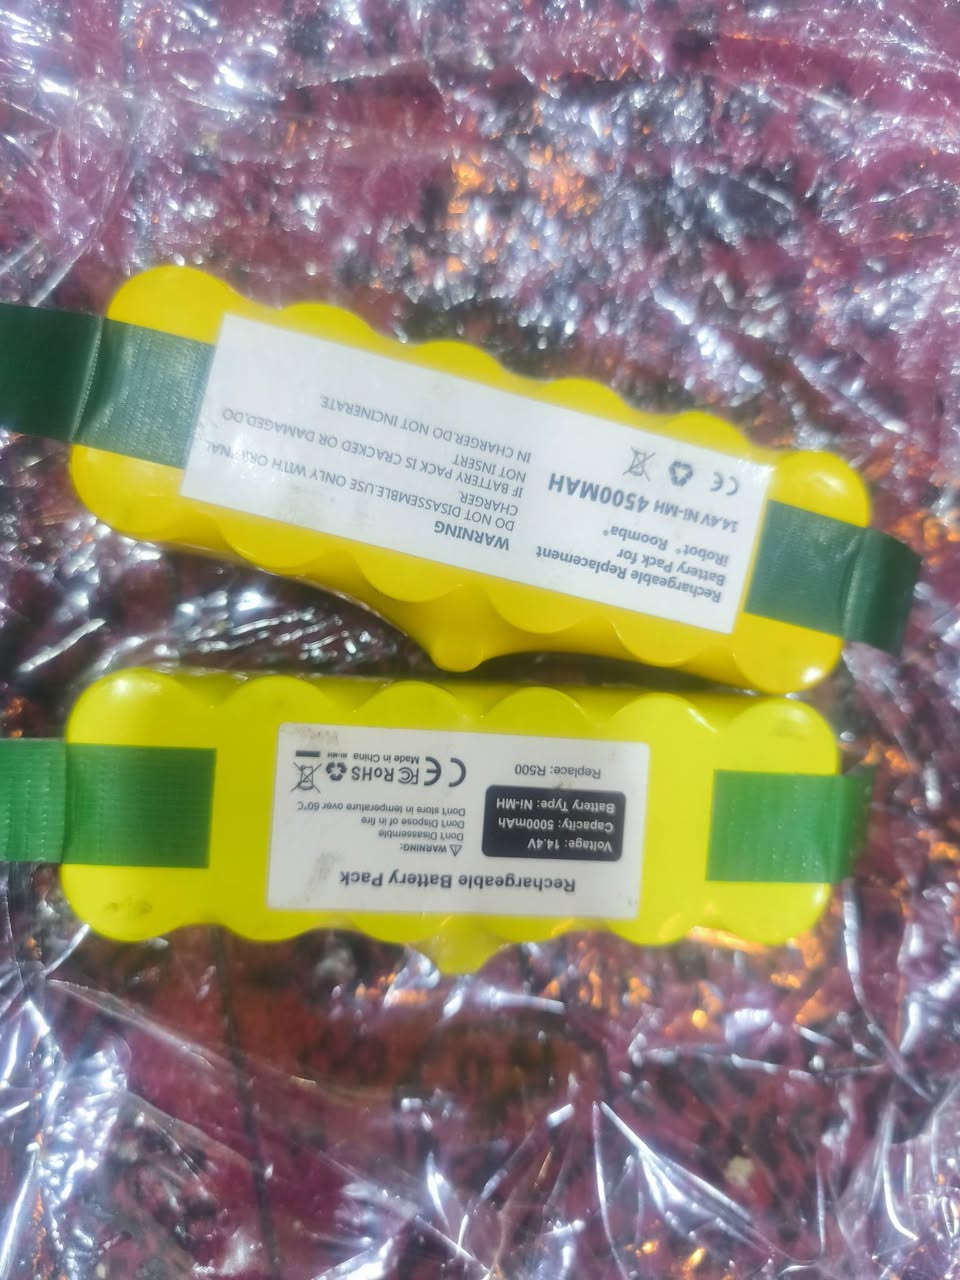 Rechargeable Replacement
Battery Pack for
iRobot® Roomba®
14.4V Ni-MH 4500MAH
CE
WARNING
DO NOT DISASSEMBLE.USE ONLY WITH ORIGINAL
CHARGER.
IF BATTERY PACK IS CRACKED OR DAMAGED.DO
NOT INSERT
IN CHARGER.DO NOT INCINERATE
Rechargeable Battery Pack
Voltage: 14.4V
Capacity: 5000mAh
Battery Type: Ni-MH
Replace: R500
WARNING:
Don't Disassemble
Don't Dispose of in fire
Don't store in temperature over 60°C
CE FC RoHS
Ni-MH
Made in China